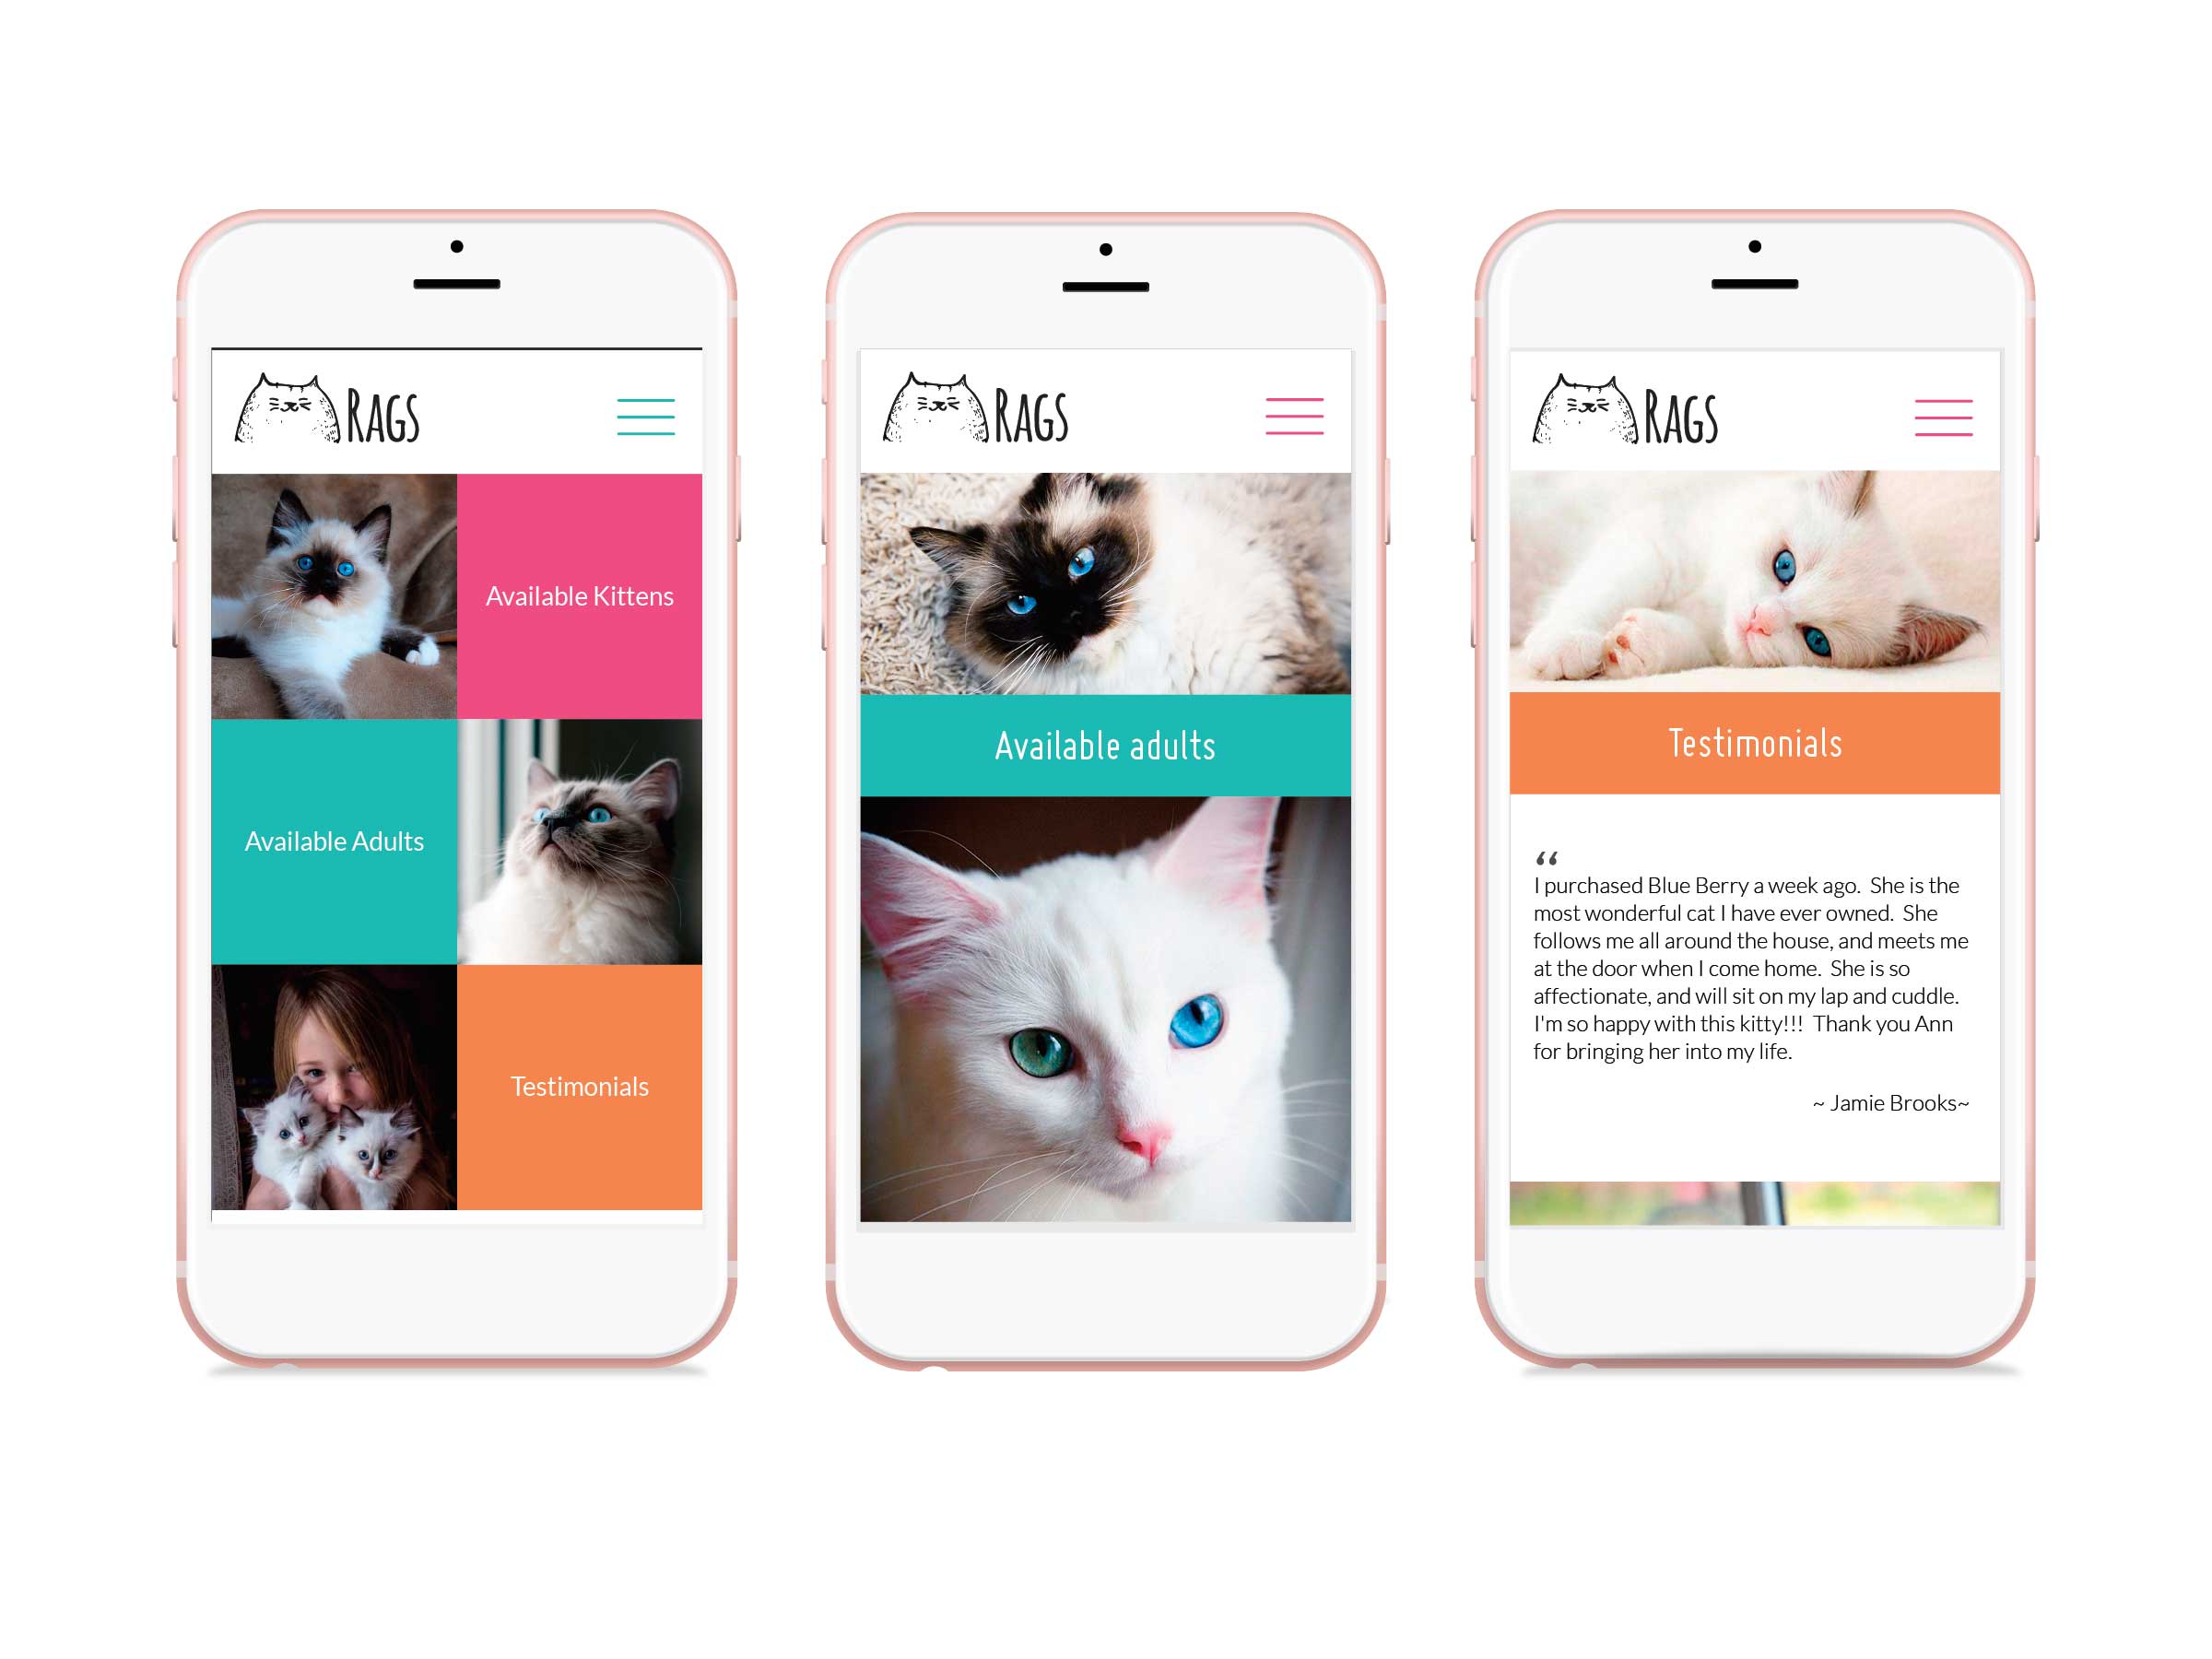 RAGS
Available Kittens
Available Adults
Testimonials
RAGS
Available adults
RAGS
Testimonials
“
I purchased Blue Berry a week ago. She is the
most wonderful cat I have ever owned. She
follows me all around the house, and meets me
at the door when I come home. She is so
affectionate, and will sit on my lap and cuddle.
I'm so happy with this kitty!!! Thank you Ann
for bringing her into my life.
~ Jamie Brooks~